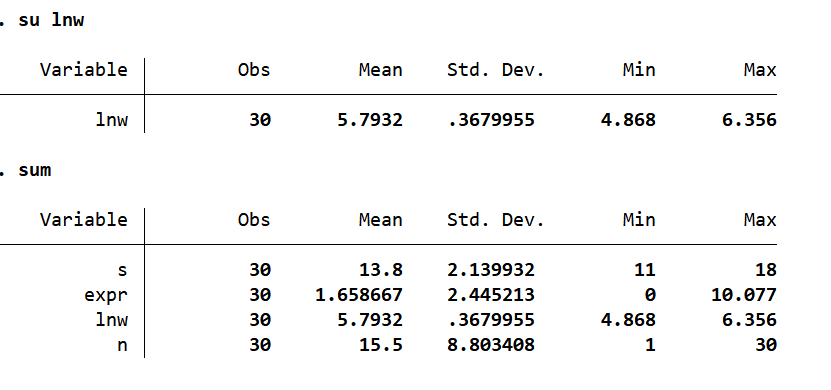 . su lnw
Variable Obs Mean Std. Dev. Min Max
lnw 30 5.7932 .3679955 4.868 6.356
. sum
Variable Obs Mean Std. Dev. Min Max
s 30 13.8 2.139932 11 18
expr 30 1.658667 2.445213 0 10.077
lnw 30 5.7932 .3679955 4.868 6.356
n 30 15.5 8.803408 1 30